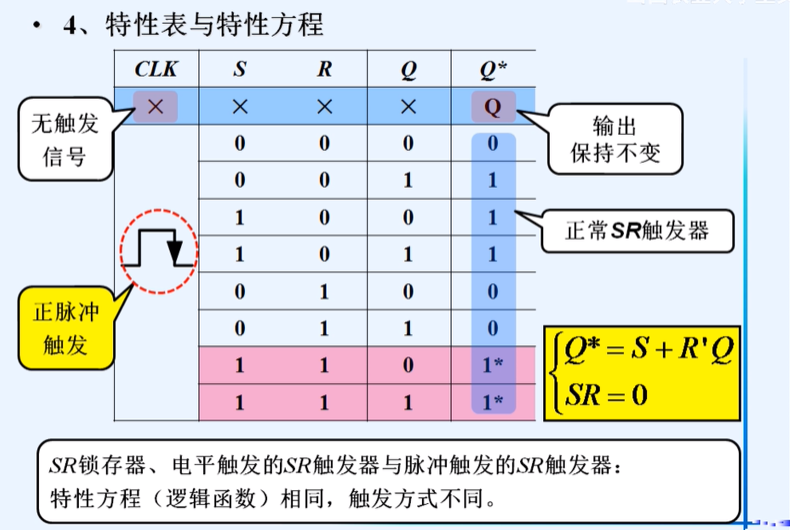 • 4、特性表与特性方程
CLK S R Q Q*
× × × × Q
0 0 0 0
0 0 1 1
1 0 0 1
1 0 1 1
0 1 0 0
0 1 1 0
1 1 0 1*
1 1 1 1*
无触发
信号
输出
保持不变
正常SR触发器
正脉冲
触发
Q* = S + R'Q
SR = 0
SR锁存器、电平触发的SR触发器与脉冲触发的SR触发器：
特性方程（逻辑函数）相同，触发方式不同。